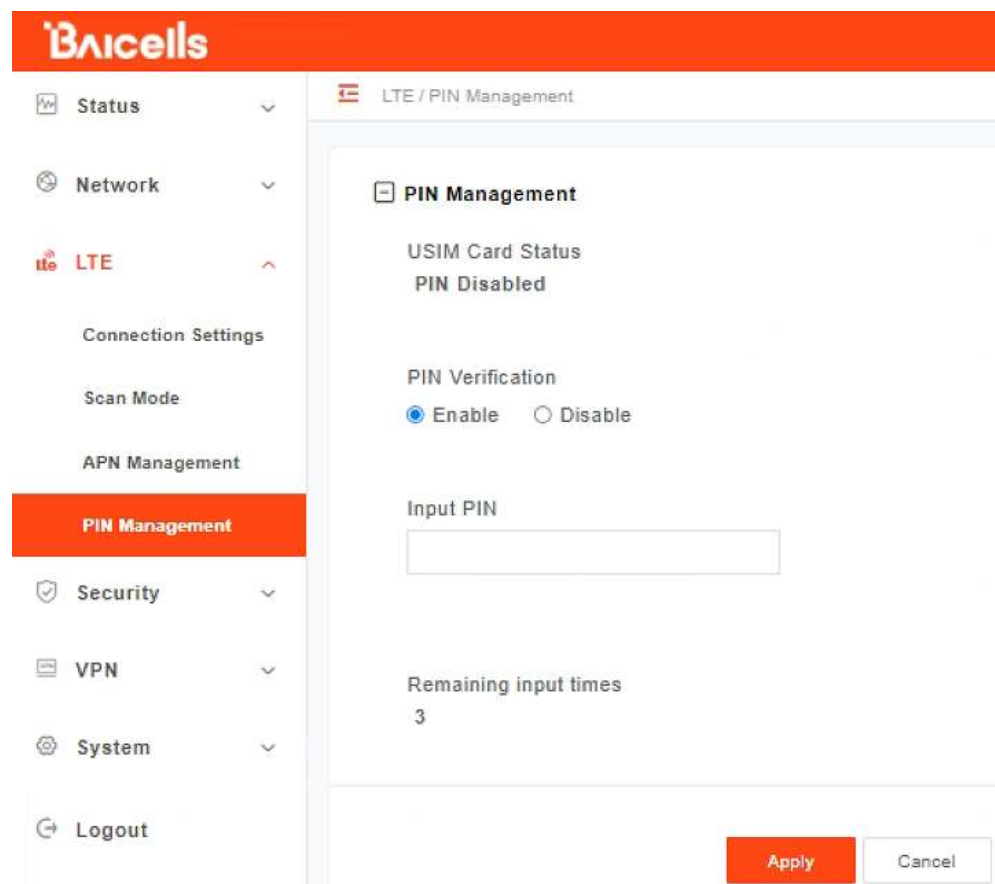 Baicells
Status
Network
LTE
Connection Settings
Scan Mode
APN Management
PIN Management
Security
VPN
System
Logout
LTE / PIN Management
PIN Management
USIM Card Status
PIN Disabled
PIN Verification
Enable Disable
Input PIN
Remaining input times
3
Apply Cancel